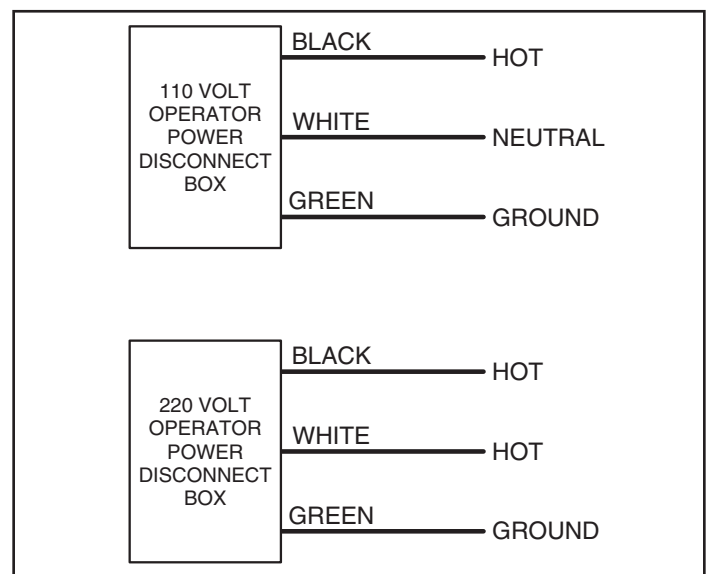 110 VOLT
OPERATOR
POWER
DISCONNECT
BOX
BLACK
HOT
WHITE
NEUTRAL
GREEN
GROUND
220 VOLT
OPERATOR
POWER
DISCONNECT
BOX
BLACK
HOT
WHITE
HOT
GREEN
GROUND